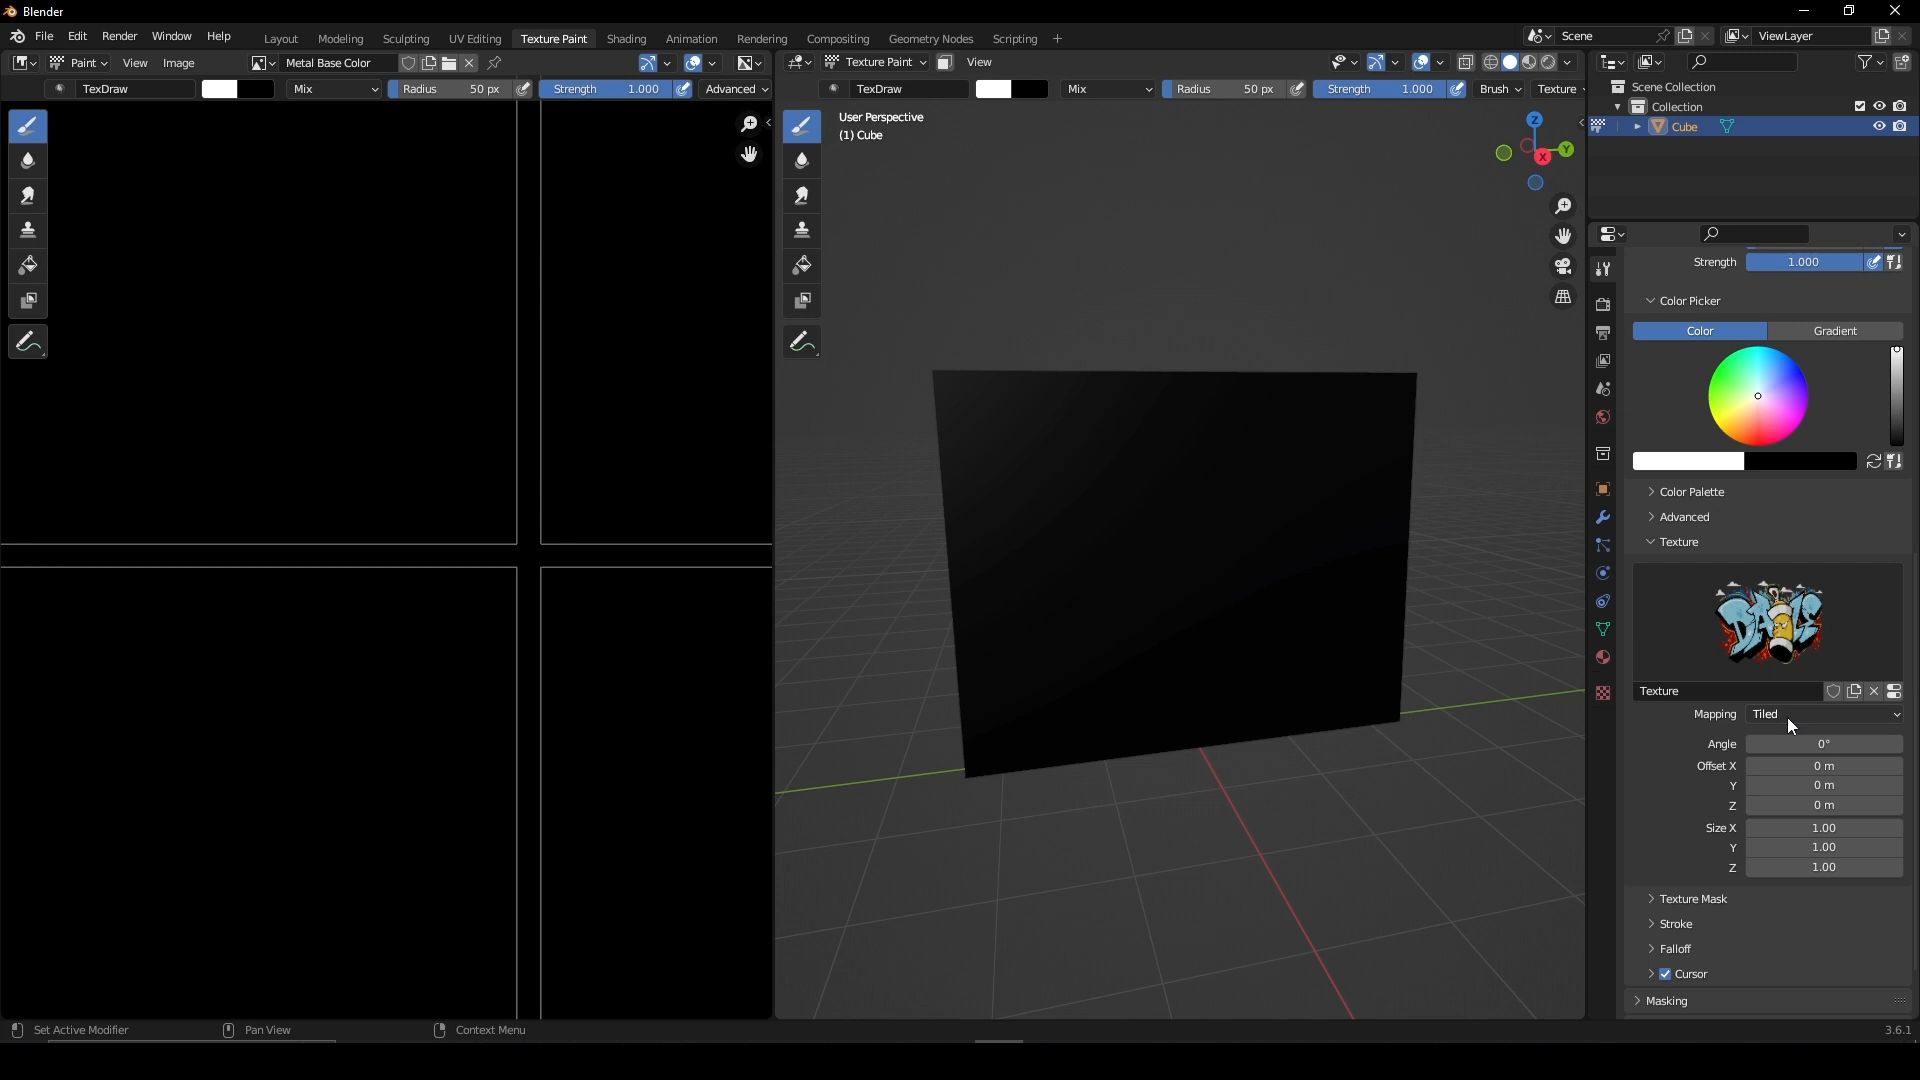 Blender
File Edit Render Window Help Layout Modeling Sculpting UV Editing Texture Paint Shading Animation Rendering Compositing Geometry Nodes Scripting + Scene ViewLayer
Paint View Image Metal Base Color Texture Paint View
TexDraw Mix Radius 50 px Strength 1.000 Advanced TexDraw Mix Radius 50 px Strength 1.000 Brush Texture
Scene Collection
Collection
Cube
User Perspective
(1) Cube
Z
Y
X
Strength 1.000
Color Picker
Color Gradient
Color Palette
Advanced
Texture
DALE
Texture
Mapping Tiled
Angle 0°
Offset X 0 m
Y 0 m
Z 0 m
Size X 1.00
Y 1.00
Z 1.00
Texture Mask
Stroke
Falloff
Cursor
Masking
Set Active Modifier Pan View Context Menu 3.6.1